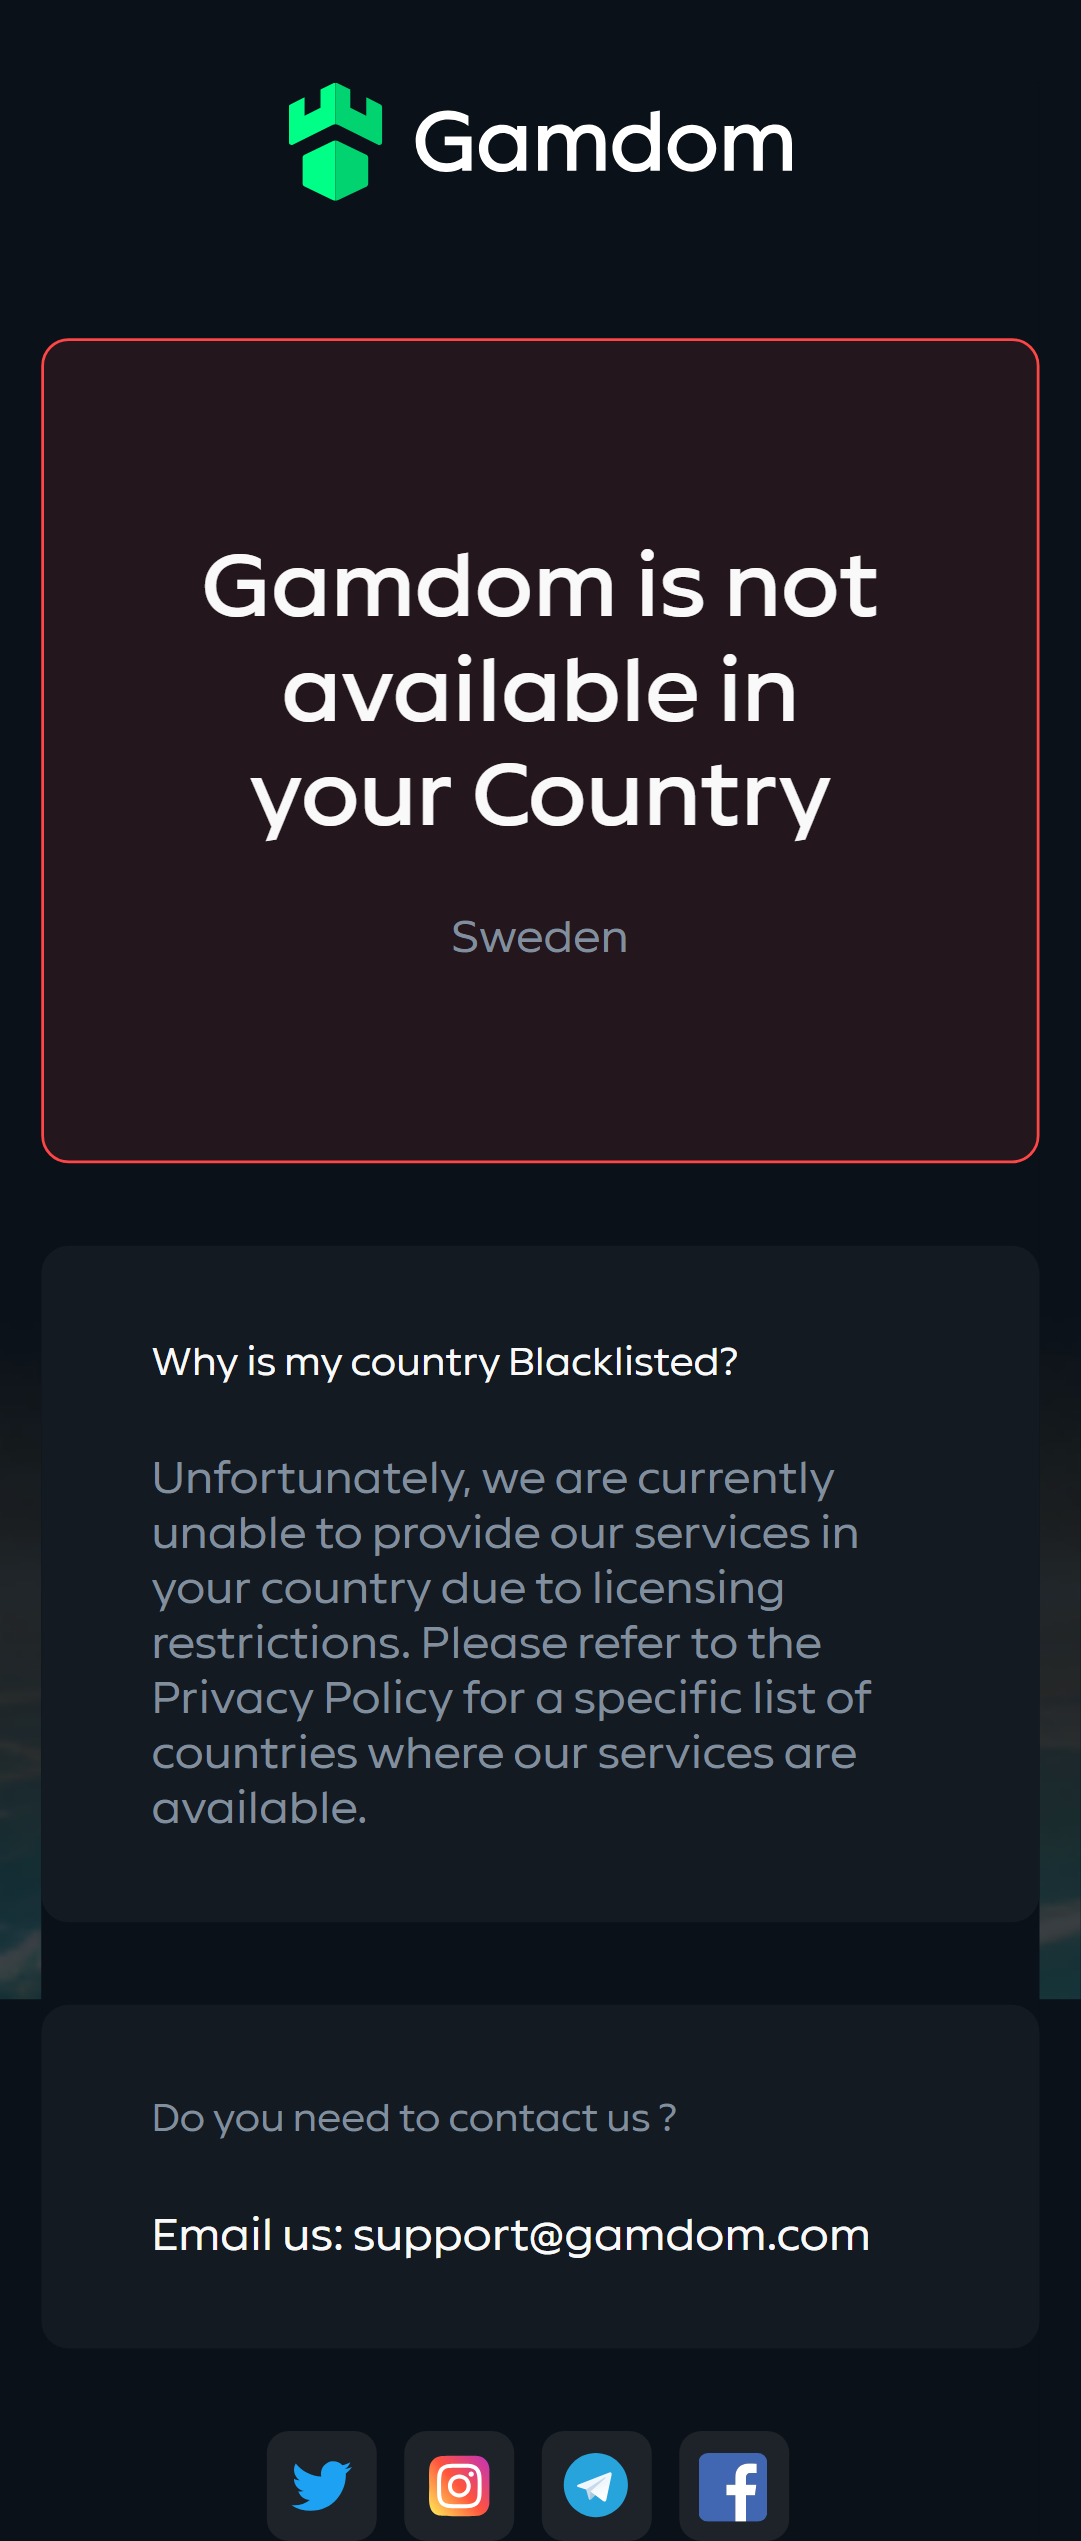 Gamdom
Gamdom is not
available in
your Country
Sweden
Why is my country Blacklisted?
Unfortunately, we are currently
unable to provide our services in
your country due to licensing
restrictions. Please refer to the
Privacy Policy for a specific list of
countries where our services are
available.
Do you need to contact us ?
Email us: support@gamdom.com